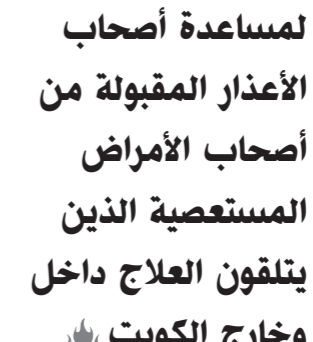 لمساعدة أصحاب
الأعذار المقبولة من
أصحاب الأمراض
المستعصية الذين
يتلقون العلاج داخل
وخارج الكويت